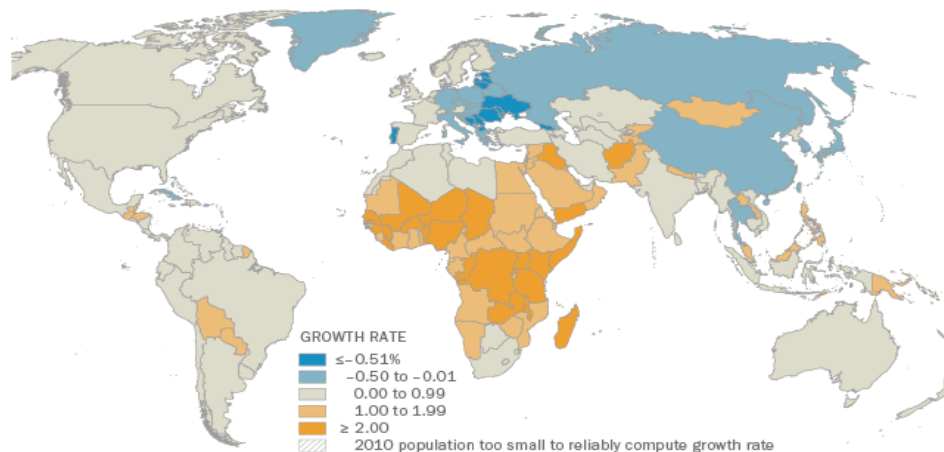 GROWTH RATE
≤–0.51%
–0.50 to –0.01
0.00 to 0.99
1.00 to 1.99
≥ 2.00
2010 population too small to reliably compute growth rate